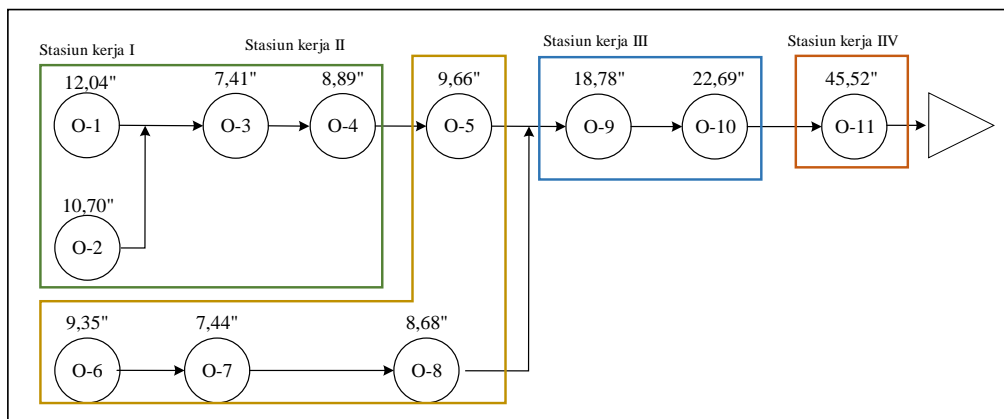 Stasiun kerja I
Stasiun kerja II
Stasiun kerja III
Stasiun kerja IIV
12,04"
7,41"
8,89"
9,66"
18,78"
22,69"
45,52"
O-1
O-3
O-4
O-5
O-9
O-10
O-11
10,70"
O-2
9,35"
7,44"
8,68"
O-6
O-7
O-8